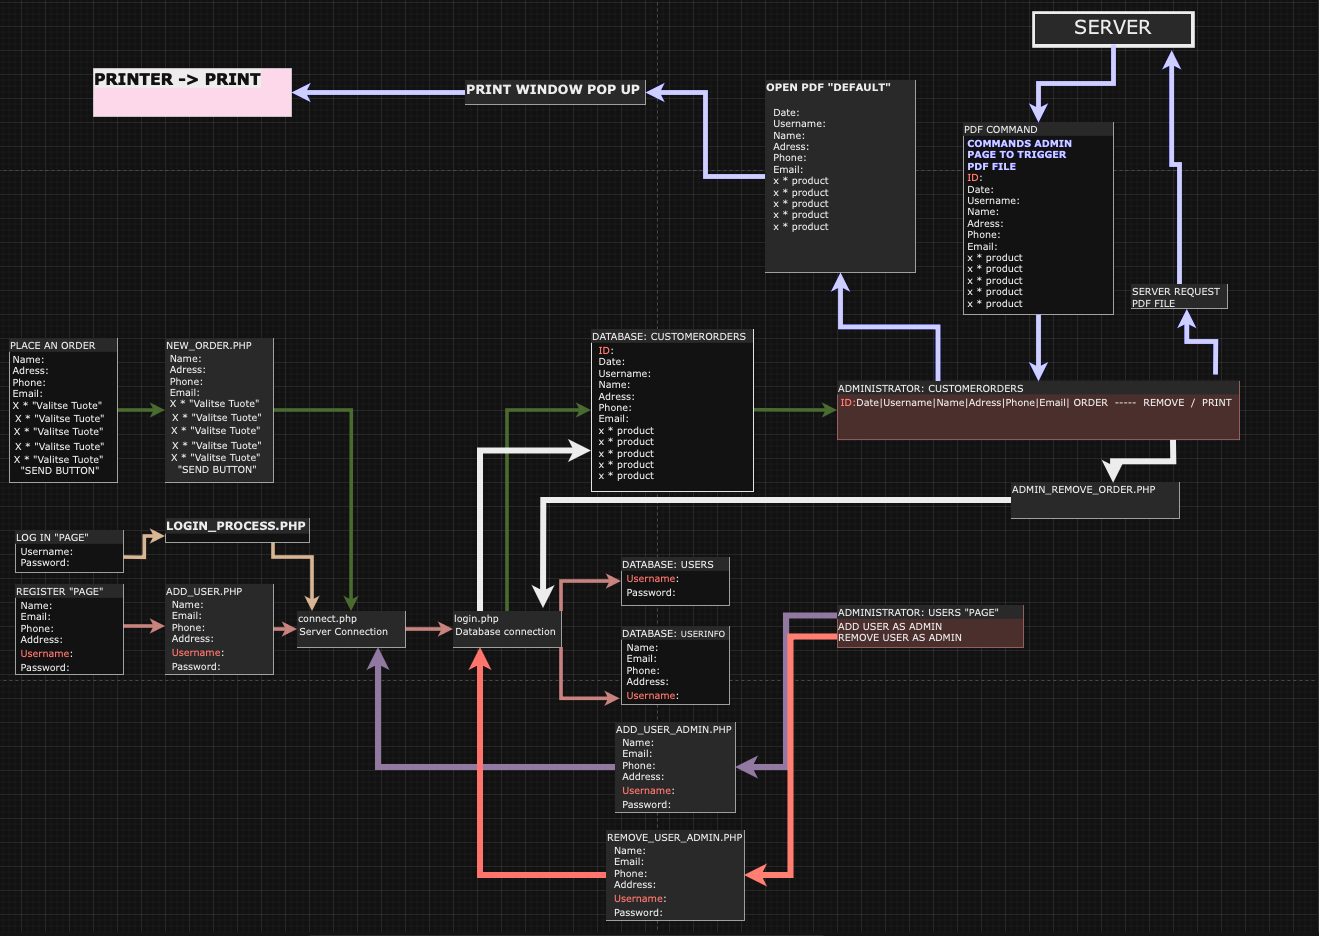 SERVER
PRINTER -> PRINT
PRINT WINDOW POP UP
OPEN PDF "DEFAULT"
Date:
Username:
Name:
Adress:
Phone:
Email:
x * product
x * product
x * product
x * product
x * product
PDF COMMAND
COMMANDS ADMIN
PAGE TO TRIGGER
PDF FILE
ID:
Date:
Username:
Name:
Adress:
Phone:
Email:
x * product
x * product
x * product
x * product
x * product
SERVER REQUEST
PDF FILE
PLACE AN ORDER
Name:
Adress:
Phone:
Email:
X * "Valitse Tuote"
X * "Valitse Tuote"
X * "Valitse Tuote"
X * "Valitse Tuote"
X * "Valitse Tuote"
"SEND BUTTON"
NEW_ORDER.PHP
Name:
Adress:
Phone:
Email:
X * "Valitse Tuote"
X * "Valitse Tuote"
X * "Valitse Tuote"
X * "Valitse Tuote"
X * "Valitse Tuote"
"SEND BUTTON"
DATABASE: CUSTOMERORDERS
ID:
Date:
Username:
Name:
Adress:
Phone:
Email:
x * product
x * product
x * product
x * product
x * product
ADMINISTRATOR: CUSTOMERORDERS
ID:Date|Username|Name|Adress|Phone|Email| ORDER ----- REMOVE / PRINT
ADMIN_REMOVE_ORDER.PHP
LOG IN "PAGE"
Username:
Password:
LOGIN_PROCESS.PHP
REGISTER "PAGE"
Name:
Email:
Phone:
Address:
Username:
Password:
ADD_USER.PHP
Name:
Email:
Phone:
Address:
Username:
Password:
connect.php
Server Connection
login.php
Database connection
DATABASE: USERS
Username:
Password:
DATABASE: USERINFO
Name:
Email:
Phone:
Address:
Username:
ADMINISTRATOR: USERS "PAGE"
ADD USER AS ADMIN
REMOVE USER AS ADMIN
ADD_USER_ADMIN.PHP
Name:
Email:
Phone:
Address:
Username:
Password:
REMOVE_USER_ADMIN.PHP
Name:
Email:
Phone:
Address:
Username:
Password: